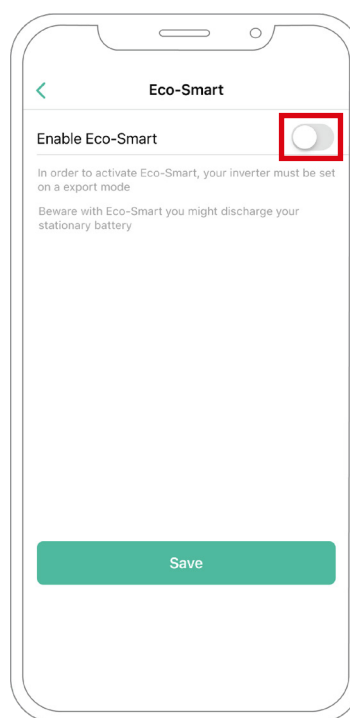 Eco-Smart
Enable Eco-Smart
In order to activate Eco-Smart, your inverter must be set
on a export mode
Beware with Eco-Smart you might discharge your
stationary battery
Save